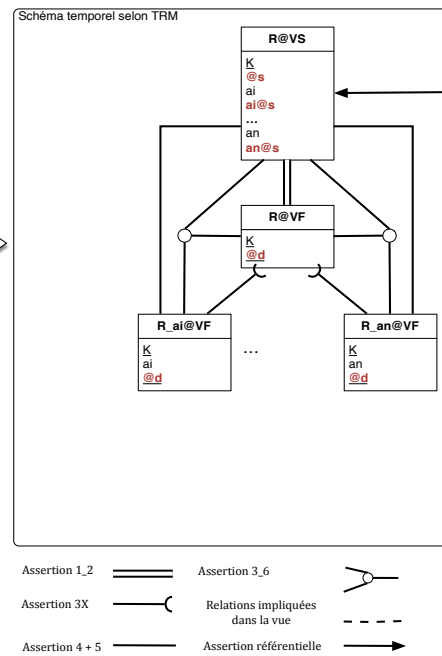 Schéma temporel selon TRM
R@VS
K
@s
ai
ai@s
...
an
an@s
R@VF
K
@d
R_ai@VF
K
ai
@d
...
R_an@VF
K
an
@d
Assertion 1_2
Assertion 3_6
Assertion 3X
Relations impliquées
dans la vue
Assertion 4 + 5
Assertion référentielle